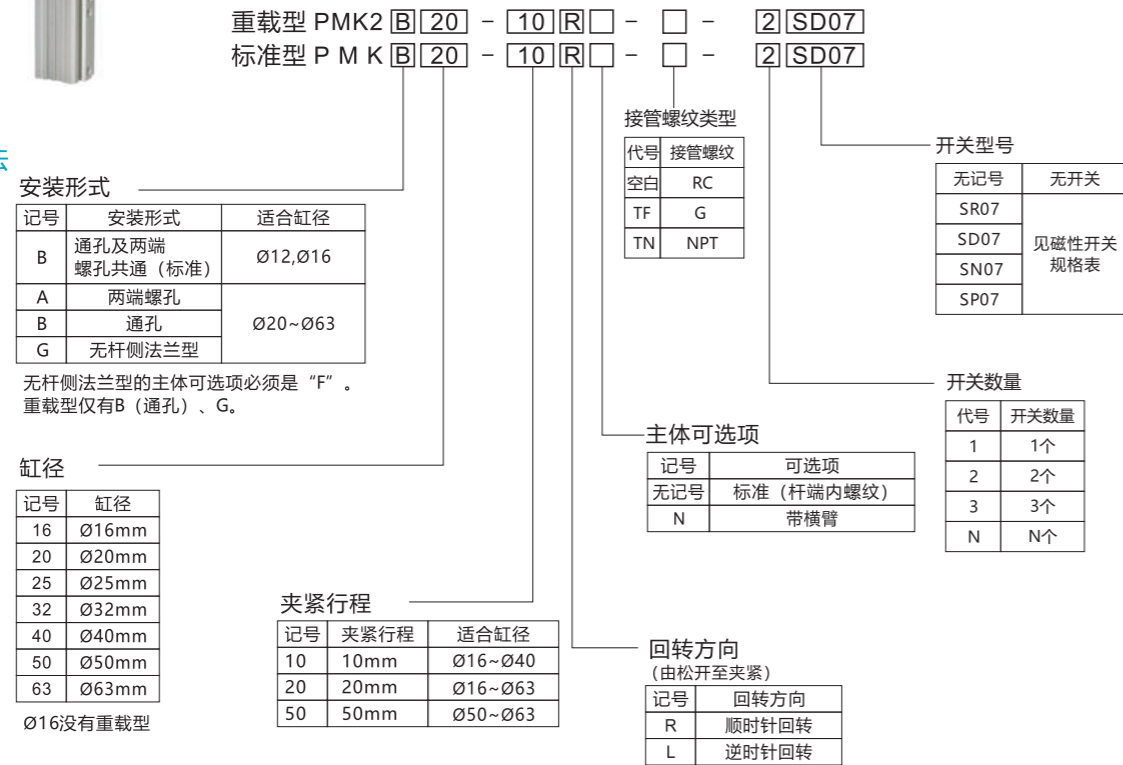 重载型 PMK2 B 20 - 10 R □ - □ - 2 SD07
标准型 P M K B 20 - 10 R □ - □ - 2 SD07
安装形式
记号 安装形式 适合缸径
B 通孔及两端
螺孔共通（标准） Ø12,Ø16
A 两端螺孔
B 通孔 Ø20~Ø63
G 无杆侧法兰型
无杆侧法兰型的主体可选项必须是“F”。
重载型仅有B（通孔）、G。
缸径
记号 缸径
16 Ø16mm
20 Ø20mm
25 Ø25mm
32 Ø32mm
40 Ø40mm
50 Ø50mm
63 Ø63mm
Ø16没有重载型
夹紧行程
记号 夹紧行程 适合缸径
10 10mm Ø16~Ø40
20 20mm Ø16~Ø63
50 50mm Ø50~Ø63
接管螺纹类型
代号 接管螺纹
空白 RC
TF G
TN NPT
主体可选项
记号 可选项
无记号 标准（杆端内螺纹）
N 带横臂
回转方向
(由松开至夹紧)
记号 回转方向
R 顺时针回转
L 逆时针回转
开关型号
无记号 无开关
SR07
SD07
SN07
SP07
见磁性开关
规格表
开关数量
代号 开关数量
1 1个
2 2个
3 3个
N N个